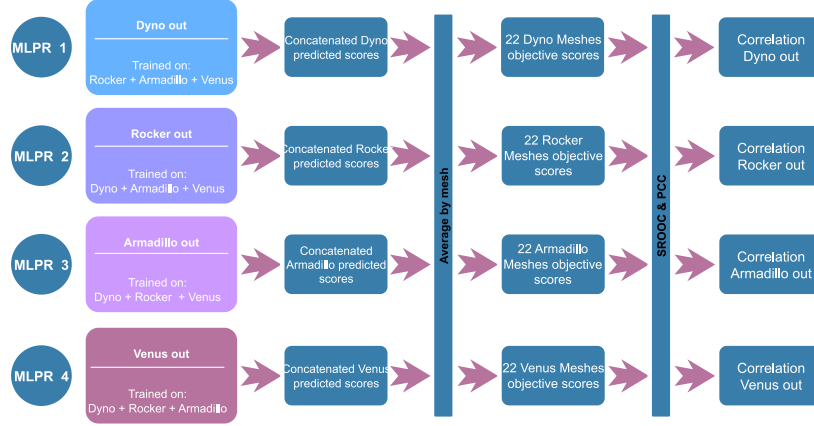 MLPR 1
Dyno out
Trained on:
Rocker + Armadillo + Venus
Concatenated Dyno
predicted scores
22 Dyno Meshes
objective scores
Correlation
Dyno out
MLPR 2
Rocker out
Trained on:
Dyno + Armadillo + Venus
Concatenated Rocker
predicted scores
22 Rocker
Meshes objective
scores
Correlation
Rocker out
MLPR 3
Armadillo out
Trained on:
Dyno + Rocker + Venus
Concatenated
Armadillo predicted
scores
22 Armadillo
Meshes objective
scores
Correlation
Armadillo out
MLPR 4
Venus out
Trained on:
Dyno + Rocker + Armadillo
Concatenated Venus
predicted scores
22 Venus Meshes
objective scores
Correlation
Venus out
Average by mesh
SROOC & PCC